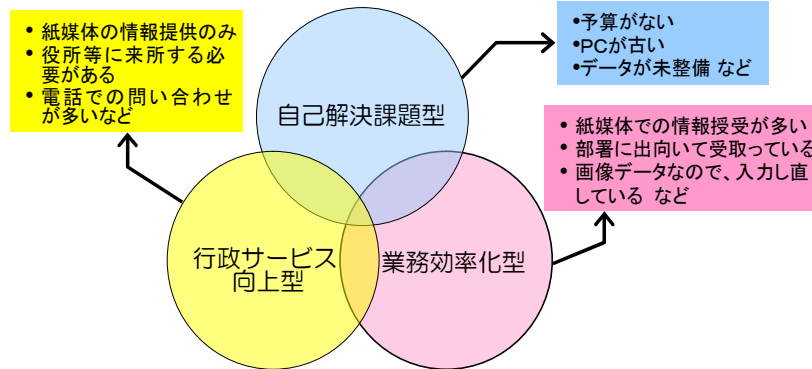 • 紙媒体の情報提供のみ
• 役所等に来所する必
要がある
• 電話での問い合わせ
が多いなど
•予算がない
•PCが古い
•データが未整備 など
自己解決課題型
• 紙媒体での情報授受が多い
• 部署に出向いて受取っている
• 画像データなので、入力し直
している など
行政サービス
向上型
業務効率化型